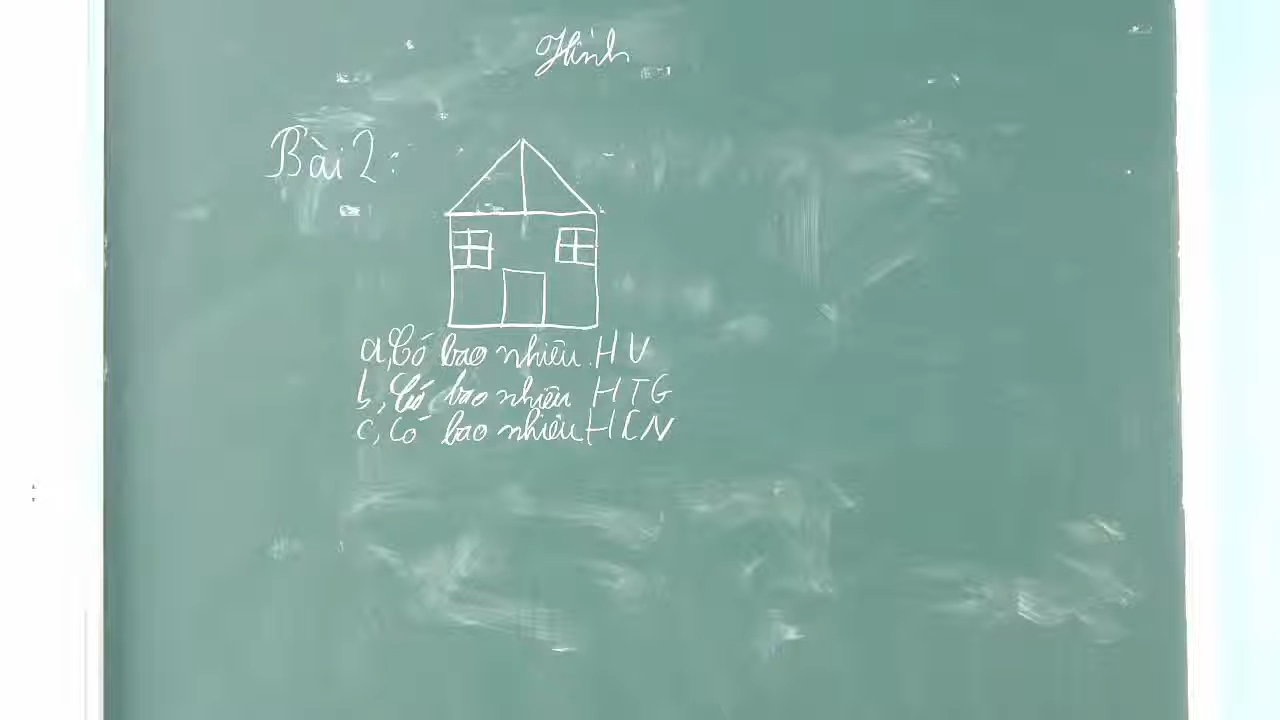 Hình
Bài 2:
a, Có bao nhiêu HV
b, Có bao nhiêu HTG
c, Có bao nhiêu HCN